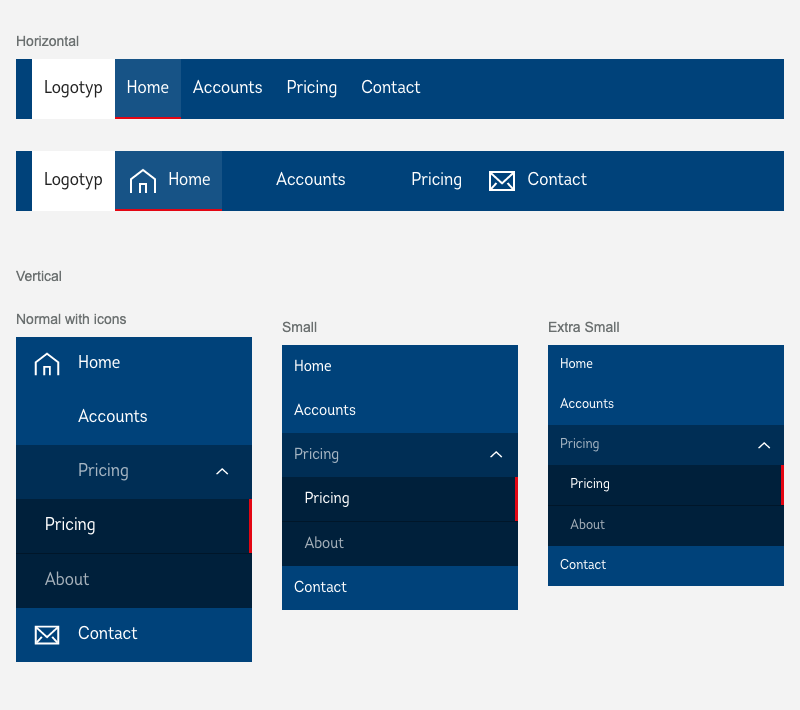 Horizontal
Logotyp Home Accounts Pricing Contact
Logotyp Home Accounts Pricing Contact
Vertical
Normal with icons
Home
Accounts
Pricing
Pricing
About
Contact
Small
Home
Accounts
Pricing
Pricing
About
Contact
Extra Small
Home
Accounts
Pricing
Pricing
About
Contact